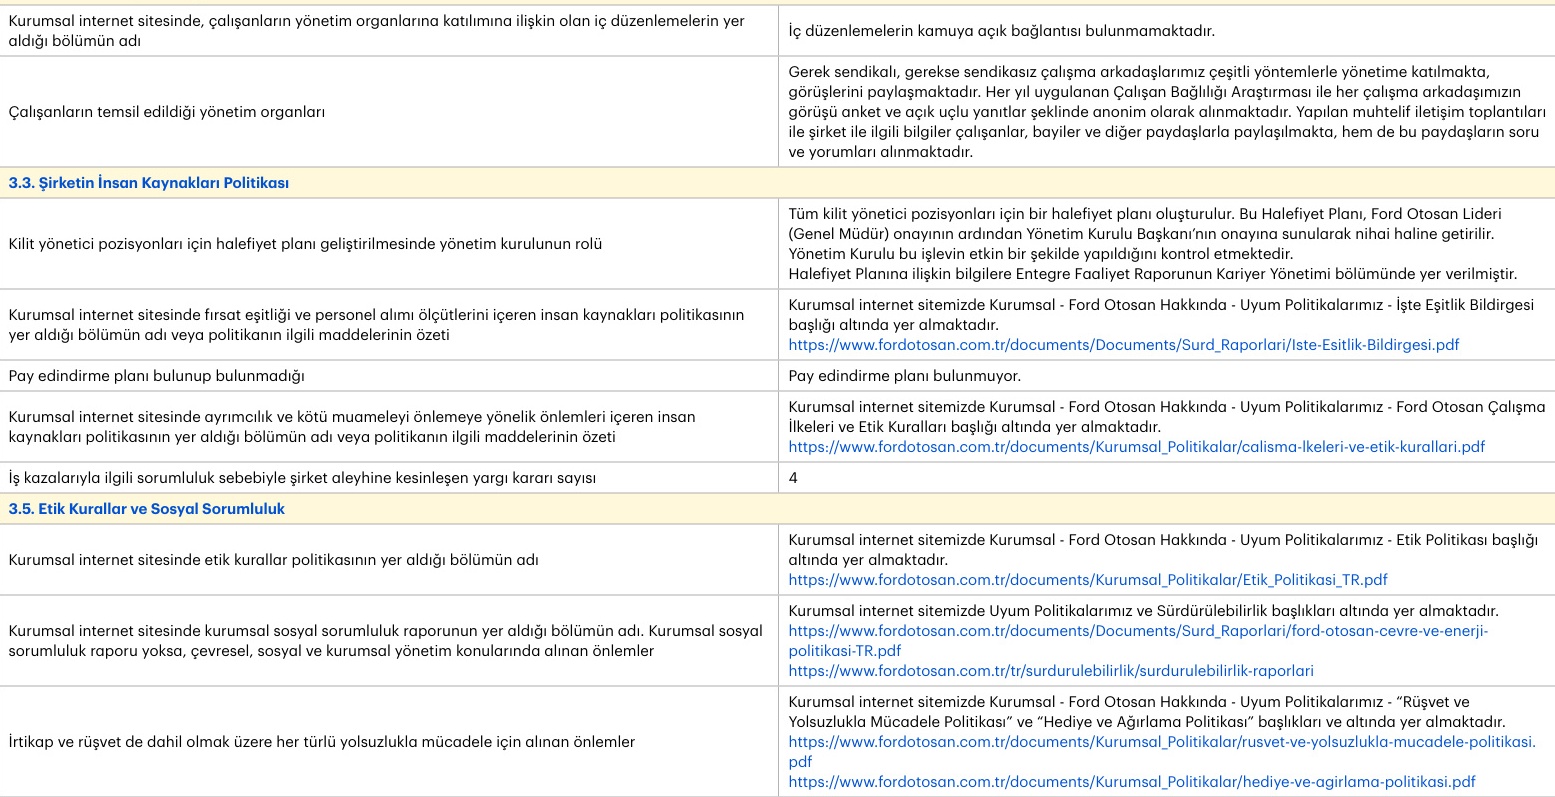 Kurumsal internet sitesinde, çalışanların yönetim organlarına katılımına ilişkin olan iç düzenlemelerin yer
aldığı bölümün adı
İç düzenlemelerin kamuya açık bağlantısı bulunmamaktadır.
Çalışanların temsil edildiği yönetim organları
Gerek sendikalı, gerekse sendikasız çalışma arkadaşlarımız çeşitli yöntemlerle yönetime katılmakta,
görüşlerini paylaşmaktadır. Her yıl uygulanan Çalışan Bağlılığı Araştırması ile her çalışma arkadaşımızın
görüşü anket ve açık uçlu yanıtlar şeklinde anonim olarak alınmaktadır. Yapılan muhtelif iletişim toplantıları
ile şirket ile ilgili bilgiler çalışanlar, bayiler ve diğer paydaşlarla paylaşılmakta, hem de bu paydaşların soru
ve yorumları alınmaktadır.
3.3. Şirketin İnsan Kaynakları Politikası
Kilit yönetici pozisyonları için halefiyet planı geliştirilmesinde yönetim kurulunun rolü
Tüm kilit yönetici pozisyonları için bir halefiyet planı oluşturulur. Bu Halefiyet Planı, Ford Otosan Lideri
(Genel Müdür) onayının ardından Yönetim Kurulu Başkanı’nın onayına sunularak nihai haline getirilir.
Yönetim Kurulu bu işlevin etkin bir şekilde yapıldığını kontrol etmektedir.
Halefiyet Planına ilişkin bilgilere Entegre Faaliyet Raporunun Kariyer Yönetimi bölümünde yer verilmiştir.
Kurumsal internet sitesinde fırsat eşitliği ve personel alımı ölçütlerini içeren insan kaynakları politikasının
yer aldığı bölümün adı veya politikanın ilgili maddelerinin özeti
Kurumsal internet sitemizde Kurumsal - Ford Otosan Hakkında - Uyum Politikalarımız - İşte Eşitlik Bildirgesi
başlığı altında yer almaktadır.
https://www.fordotosan.com.tr/documents/Documents/Surd_Raporlari/Iste-Esitlik-Bildirgesi.pdf
Pay edindirme planı bulunup bulunmadığı
Pay edindirme planı bulunmuyor.
Kurumsal internet sitesinde ayrımcılık ve kötü muameleyi önlemeye yönelik önlemleri içeren insan
kaynakları politikasının yer aldığı bölümün adı veya politikanın ilgili maddelerinin özeti
Kurumsal internet sitemizde Kurumsal - Ford Otosan Hakkında - Uyum Politikalarımız - Ford Otosan Çalışma
İlkeleri ve Etik Kuralları başlığı altında yer almaktadır.
https://www.fordotosan.com.tr/documents/Kurumsal_Politikalar/calisma-lkeleri-ve-etik-kurallari.pdf
İş kazalarıyla ilgili sorumluluk sebebiyle şirket aleyhine kesinleşen yargı kararı sayısı
4
3.5. Etik Kurallar ve Sosyal Sorumluluk
Kurumsal internet sitesinde etik kurallar politikasının yer aldığı bölümün adı
Kurumsal internet sitemizde Kurumsal - Ford Otosan Hakkında - Uyum Politikalarımız - Etik Politikası başlığı
altında yer almaktadır.
https://www.fordotosan.com.tr/documents/Kurumsal_Politikalar/Etik_Politikasi_TR.pdf
Kurumsal internet sitesinde kurumsal sosyal sorumluluk raporunun yer aldığı bölümün adı. Kurumsal sosyal
sorumluluk raporu yoksa, çevresel, sosyal ve kurumsal yönetim konularında alınan önlemler
Kurumsal internet sitemizde Uyum Politikalarımız ve Sürdürülebilirlik başlıkları altında yer almaktadır.
https://www.fordotosan.com.tr/documents/Documents/Surd_Raporlari/ford-otosan-cevre-ve-enerji-
politikasi-TR.pdf
https://www.fordotosan.com.tr/tr/surdurulebilirlik/surdurulebilirlik-raporlari
İrtikap ve rüşvet de dahil olmak üzere her türlü yolsuzlukla mücadele için alınan önlemler
Kurumsal internet sitemizde Kurumsal - Ford Otosan Hakkında - Uyum Politikalarımız - “Rüşvet ve
Yolsuzlukla Mücadele Politikası” ve “Hediye ve Ağırlama Politikası” başlıkları ve altında yer almaktadır.
https://www.fordotosan.com.tr/documents/Kurumsal_Politikalar/rusvet-ve-yolsuzlukla-mucadele-politikasi.
pdf
https://www.fordotosan.com.tr/documents/Kurumsal_Politikalar/hediye-ve-agirlama-politikasi.pdf